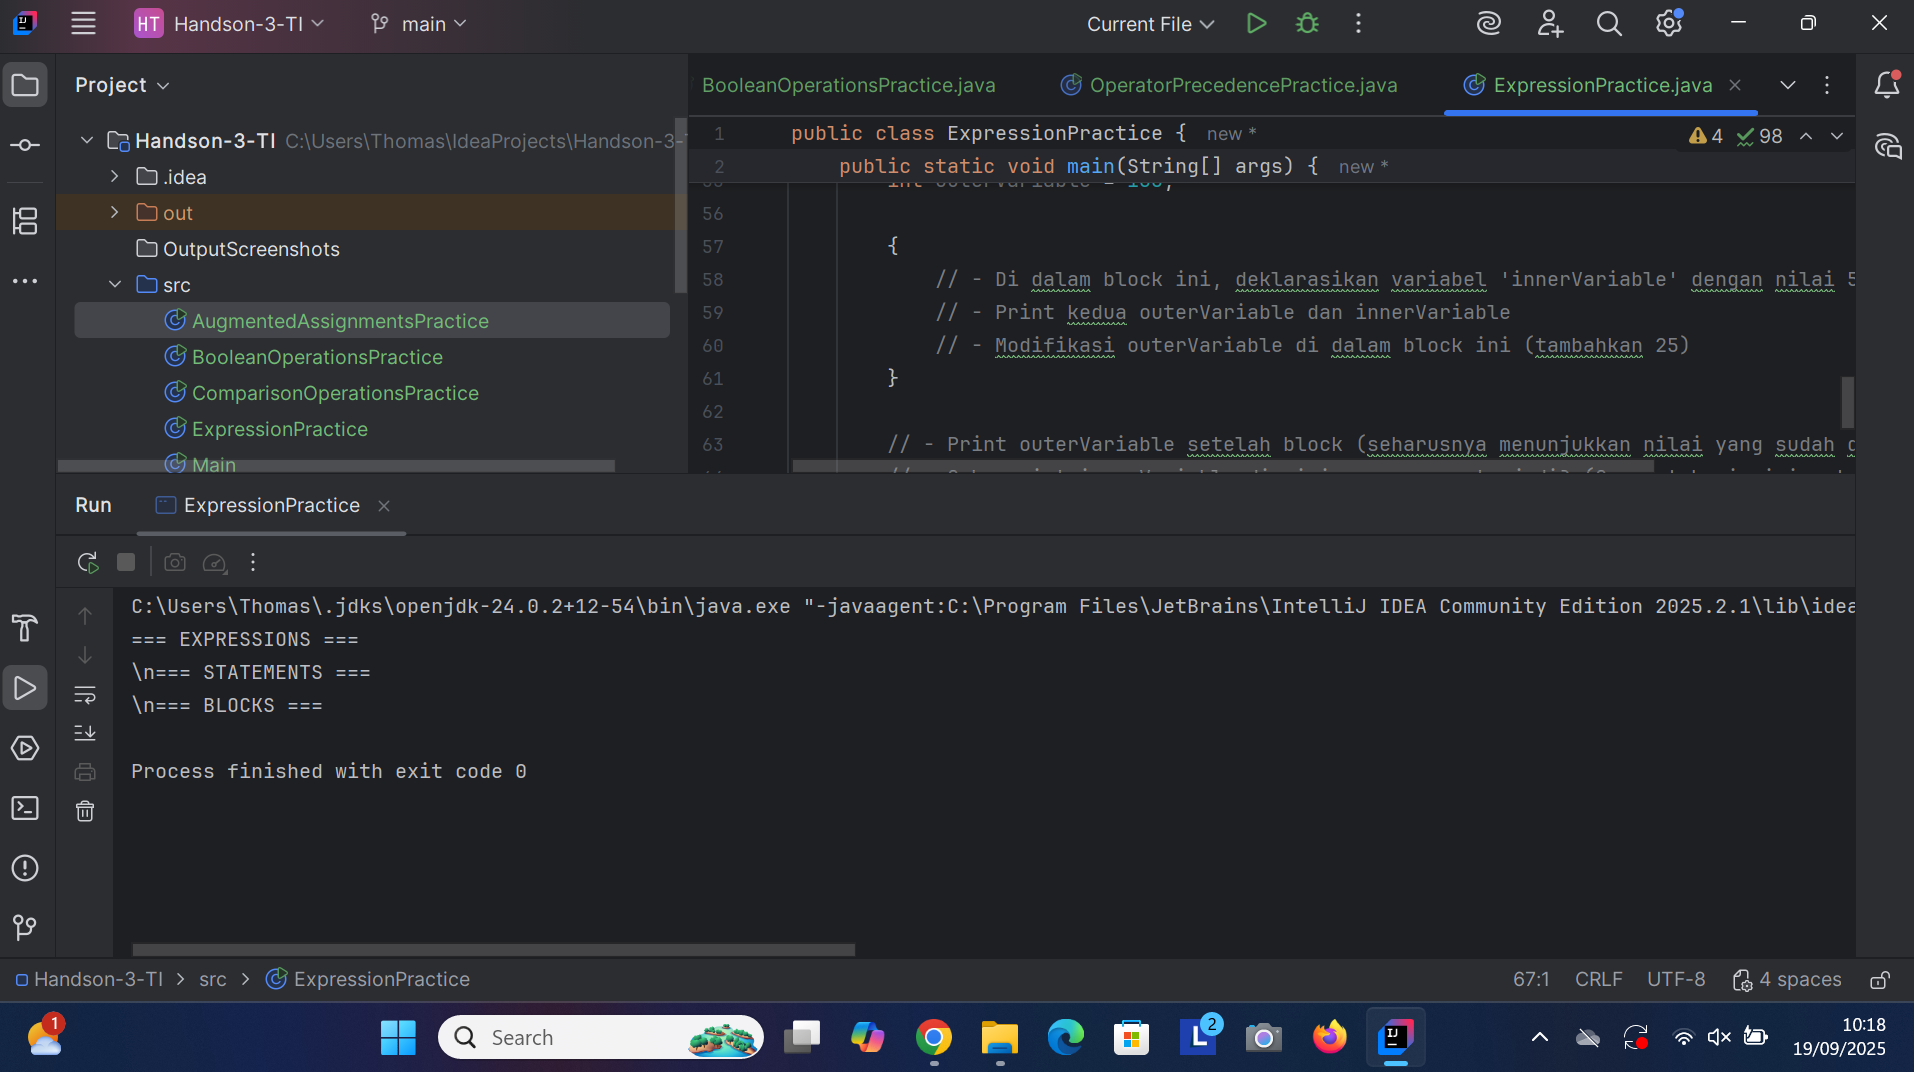 HT Handson-3-TI main Current File
Project
BooleanOperationsPractice.java OperatorPrecedencePractice.java ExpressionPractice.java
Handson-3-TI C:\Users\Thomas\IdeaProjects\Handson-3-
.idea
out
OutputScreenshots
src
AugmentedAssignmentsPractice
BooleanOperationsPractice
ComparisonOperationsPractice
ExpressionPractice
Main
1 public class ExpressionPractice { new *
4 98
2 public static void main(String[] args) { new *
56
57 {
58 // - Di dalam block ini, deklarasikan variabel 'innerVariable' dengan nilai 5
59 // - Print kedua outerVariable dan innerVariable
60 // - Modifikasi outerVariable di dalam block ini (tambahkan 25)
61 }
62
63 // - Print outerVariable setelah block (seharusnya menunjukkan nilai yang sudah d
Run ExpressionPractice
C:\Users\Thomas\.jdks\openjdk-24.0.2+12-54\bin\java.exe "-javaagent:C:\Program Files\JetBrains\IntelliJ IDEA Community Edition 2025.2.1\lib\idea
=== EXPRESSIONS ===
\n=== STATEMENTS ===
\n=== BLOCKS ===
Process finished with exit code 0
Handson-3-TI > src > ExpressionPractice 67:1 CRLF UTF-8 4 spaces
1
Search
L 2
IJ
10:18
19/09/2025